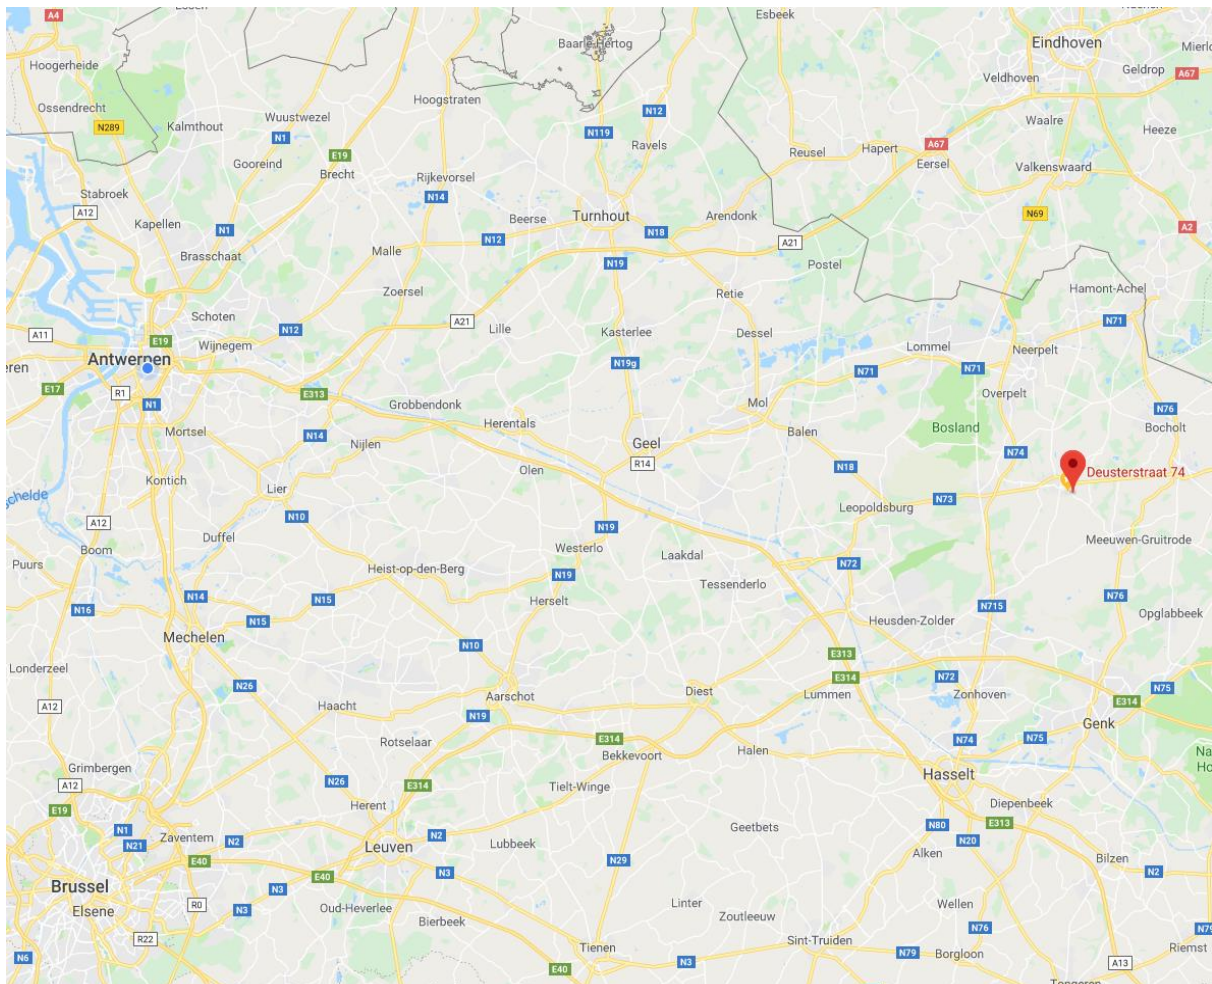 Essen
Esbeek
A4
Baarle-Hertog
Eindhoven
Hoogerheide
Veldhoven
Geldrop
A67
Hoogstraten
Ossendrecht
N12
Wuustwezel
Waalre
N289
Kalmthout
N1
N119
Heeze
Ravels
A67
Hapert
Reusel
E19
Gooreind
Eersel
Valkenswaard
Brecht
Rijkevorsel
Stabroek
N14
A12
Turnhout
Arendonk
N69
Beerse
Kapellen
N1
N18
A2
N12
A21
Malle
Brasschaat
N19
Postel
Hamont-Achel
Zoersel
Retie
Schoten
A21
N71
N12
Lille
Kasterlee
Dessel
A11
E19
Wijnegem
Lommel
Neerpelt
Antwerpen
N19g
N71
N71
E17
R1
E313
Overpelt
N1
Grobbendonk
Mol
N76
Herentals
Bosland
Bocholt
Mortsel
N14
Nijlen
Geel
Balen
N74
R14
N18
Olen
Deusterstraat 74
Kontich
Lier
Schelde
N73
Leopoldsburg
A12
N10
N19
Duffel
Boom
Westerlo
Laakdal
Meeuwen-Gruitrode
Puurs
Heist-op-den-Berg
N72
N19
Tessenderlo
N14
N15
Herselt
N76
N16
N715
Opglabbeek
N15
Heusden-Zolder
Mechelen
N10
E313
Londerzeel
E314
N72
N26
Diest
Lummen
Zonhoven
N75
Aarschot
E314
A12
Haacht
N19
Genk
Rotselaar
E314
N74
N75
Halen
Bekkevoort
Grimbergen
Hasselt
A12
N26
E314
Tielt-Winge
E19
Herent
Diepenbeek
N1
Geetbets
N80
E313
Zaventem
N2
N2
N21
Leuven
Lubbeek
N20
E40
N29
Alken
Bilzen
N3
N2
Brussel
N3
E40
R0
Linter
Wellen
Elsene
N3
Oud-Heverlee
Bierbeek
Zoutleeuw
N76
R22
Sint-Truiden
Tienen
Riemst
N6
N79
Borgloon
N3
A13
E40
Tongeren